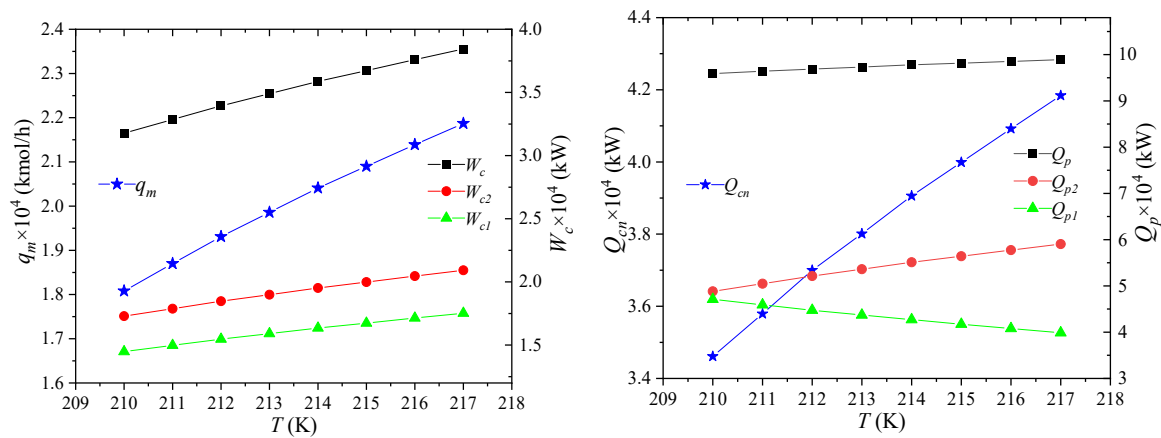 2.4
2.3
2.2
2.1
2.0
1.9
1.8
1.7
1.6
q_m×10^4 (kmol/h)
4.0
3.5
3.0
2.5
2.0
1.5
W_c×10^4 (kW)
209 210 211 212 213 214 215 216 217 218
T (K)
q_m
W_c
W_c2
W_c1
4.4
4.2
4.0
3.8
3.6
3.4
Q_cn×10^4 (kW)
10
9
8
7
6
5
4
3
Q_p×10^4 (kW)
209 210 211 212 213 214 215 216 217 218
T (K)
Q_cn
Q_p
Q_p2
Q_p1